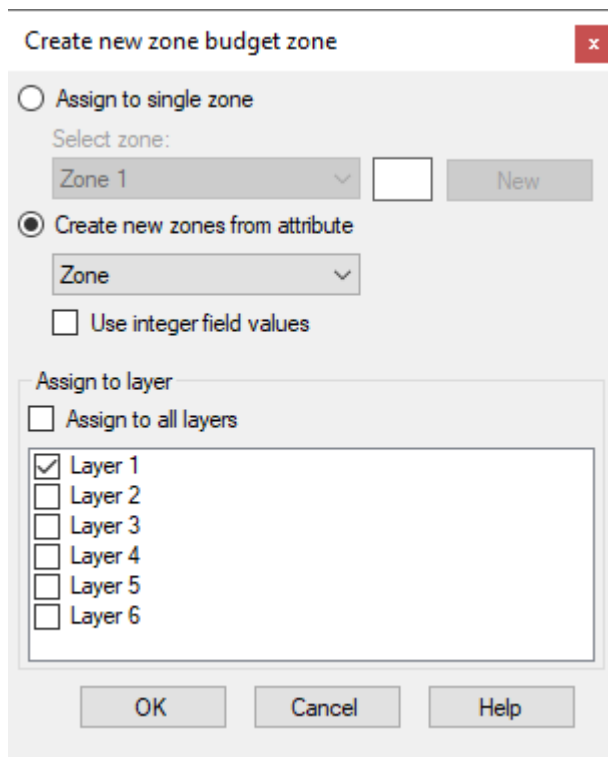 Create new zone budget zone
x
Assign to single zone
Select zone:
Zone 1
New
Create new zones from attribute
Zone
Use integer field values
Assign to layer
Assign to all layers
Layer 1
Layer 2
Layer 3
Layer 4
Layer 5
Layer 6
OK Cancel Help